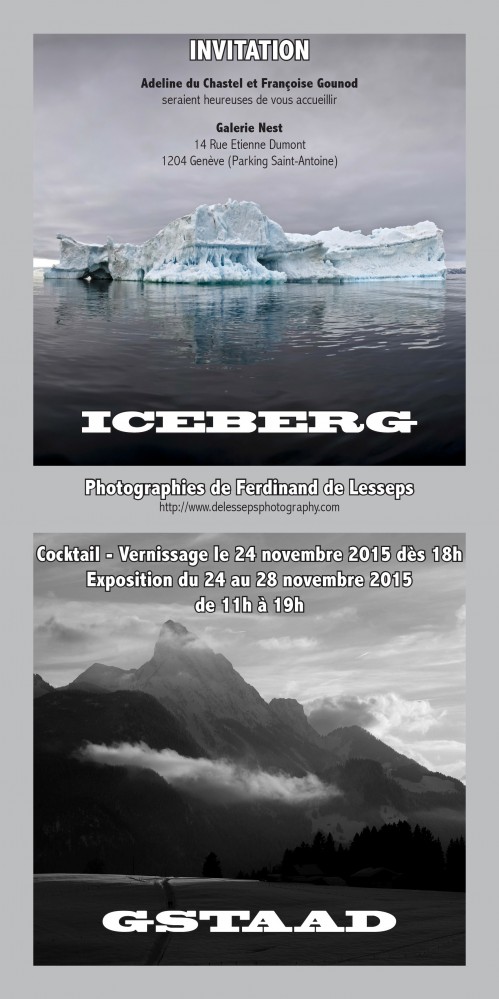 INVITATION
Adeline du Chastel et Françoise Gounod
seraient heureuses de vous accueillir
Galerie Nest
14 Rue Etienne Dumont
1204 Genève (Parking Saint-Antoine)
ICEBERG
Photographies de Ferdinand de Lesseps
http://www.delessepsphotography.com
Cocktail - Vernissage le 24 novembre 2015 dès 18h
Exposition du 24 au 28 novembre 2015
de 11h à 19h
GSTAAD